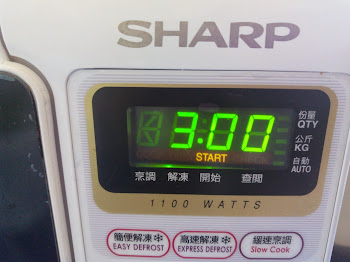 SHARP
份量
QTY
3:00
公斤
KG
START
自動
AUTO
烹調 解凍 開始 查閱
1100 WATTS
簡便解凍 高速解凍 緩速烹調
EASY DEFROST EXPRESS DEFROST Slow Cook